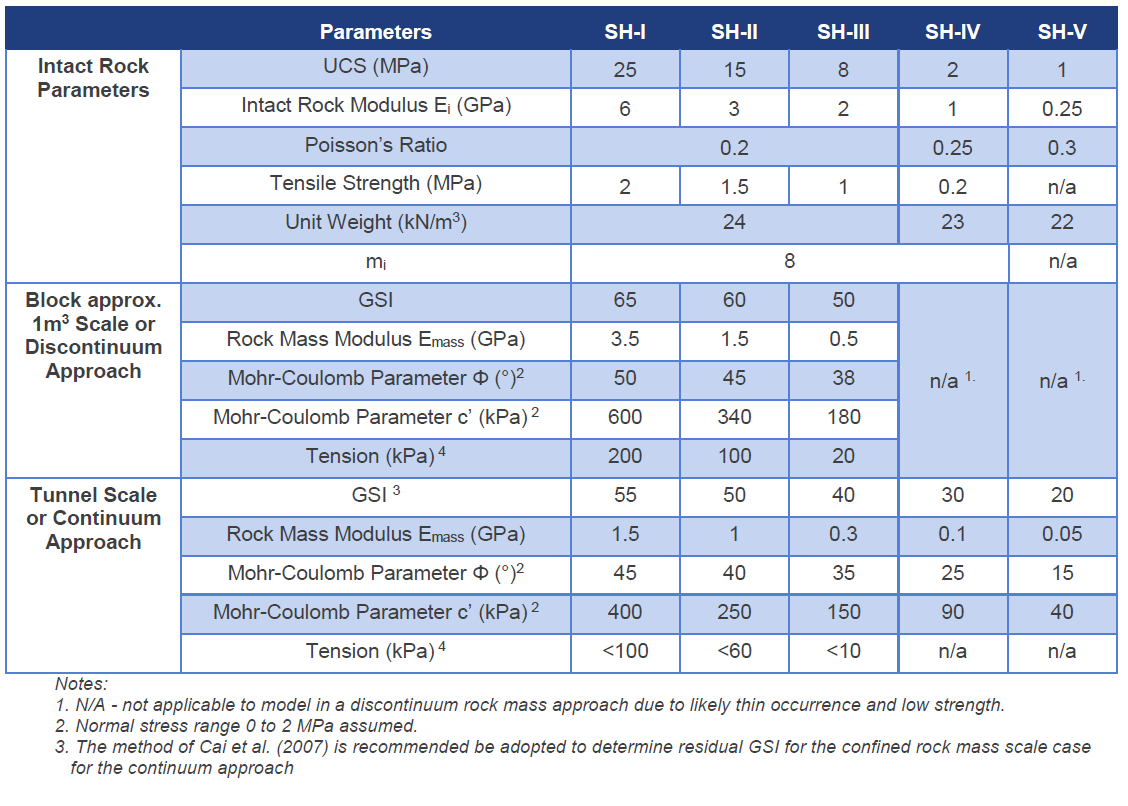 Parameters SH-I SH-II SH-III SH-IV SH-V
Intact Rock Parameters
UCS (MPa) 25 15 8 2 1
Intact Rock Modulus Eᵢ (GPa) 6 3 2 1 0.25
Poisson’s Ratio 0.2 0.25 0.3
Tensile Strength (MPa) 2 1.5 1 0.2 n/a
Unit Weight (kN/m³) 24 23 22
mᵢ 8 n/a
Block approx. 1m³ Scale or Discontinuum Approach
GSI 65 60 50 n/a ¹· n/a ¹·
Rock Mass Modulus Emass (GPa) 3.5 1.5 0.5
Mohr-Coulomb Parameter Φ (°)² 50 45 38
Mohr-Coulomb Parameter c’ (kPa) ² 600 340 180
Tension (kPa) ⁴ 200 100 20
Tunnel Scale or Continuum Approach
GSI ³ 55 50 40 30 20
Rock Mass Modulus Emass (GPa) 1.5 1 0.3 0.1 0.05
Mohr-Coulomb Parameter Φ (°)² 45 40 35 25 15
Mohr-Coulomb Parameter c’ (kPa) ² 400 250 150 90 40
Tension (kPa) ⁴ <100 <60 <10 n/a n/a
Notes:
1. N/A - not applicable to model in a discontinum rock mass approach due to likely thin occurrence and low strength.
2. Normal stress range 0 to 2 MPa assumed.
3. The method of Cai et al. (2007) is recommended be adopted to determine residual GSI for the confined rock mass scale case
for the continuum approach